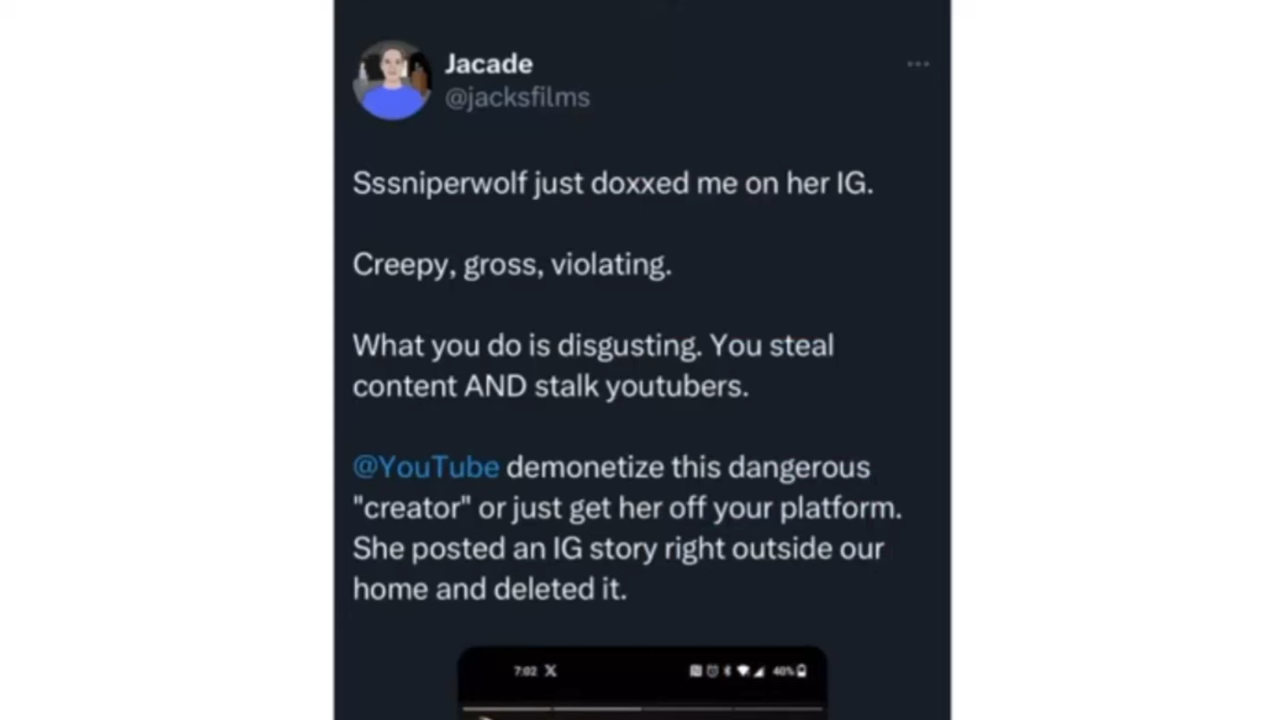 Jacade
@jacksfilms
Sssniperwolf just doxxed me on her IG.
Creepy, gross, violating.
What you do is disgusting. You steal
content AND stalk youtubers.
@YouTube demonetize this dangerous
"creator" or just get her off your platform.
She posted an IG story right outside our
home and deleted it.
7:02 X 40%